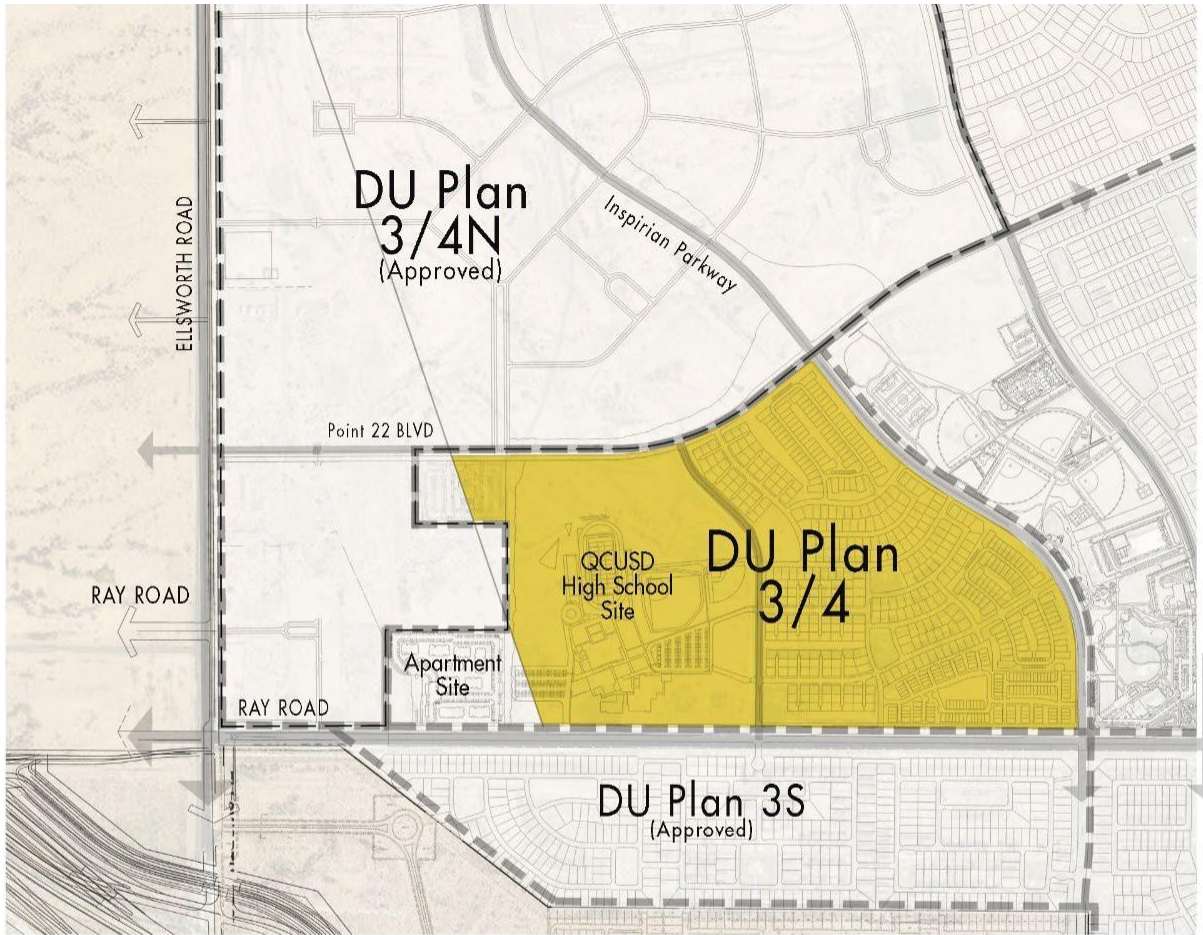 DU Plan
3/4N
(Approved)
Inspirian Parkway
ELLSWORTH ROAD
Point 22 BLVD
QCUSD
High School
Site
DU Plan
3/4
RAY ROAD
Apartment
Site
RAY ROAD
DU Plan 3S
(Approved)